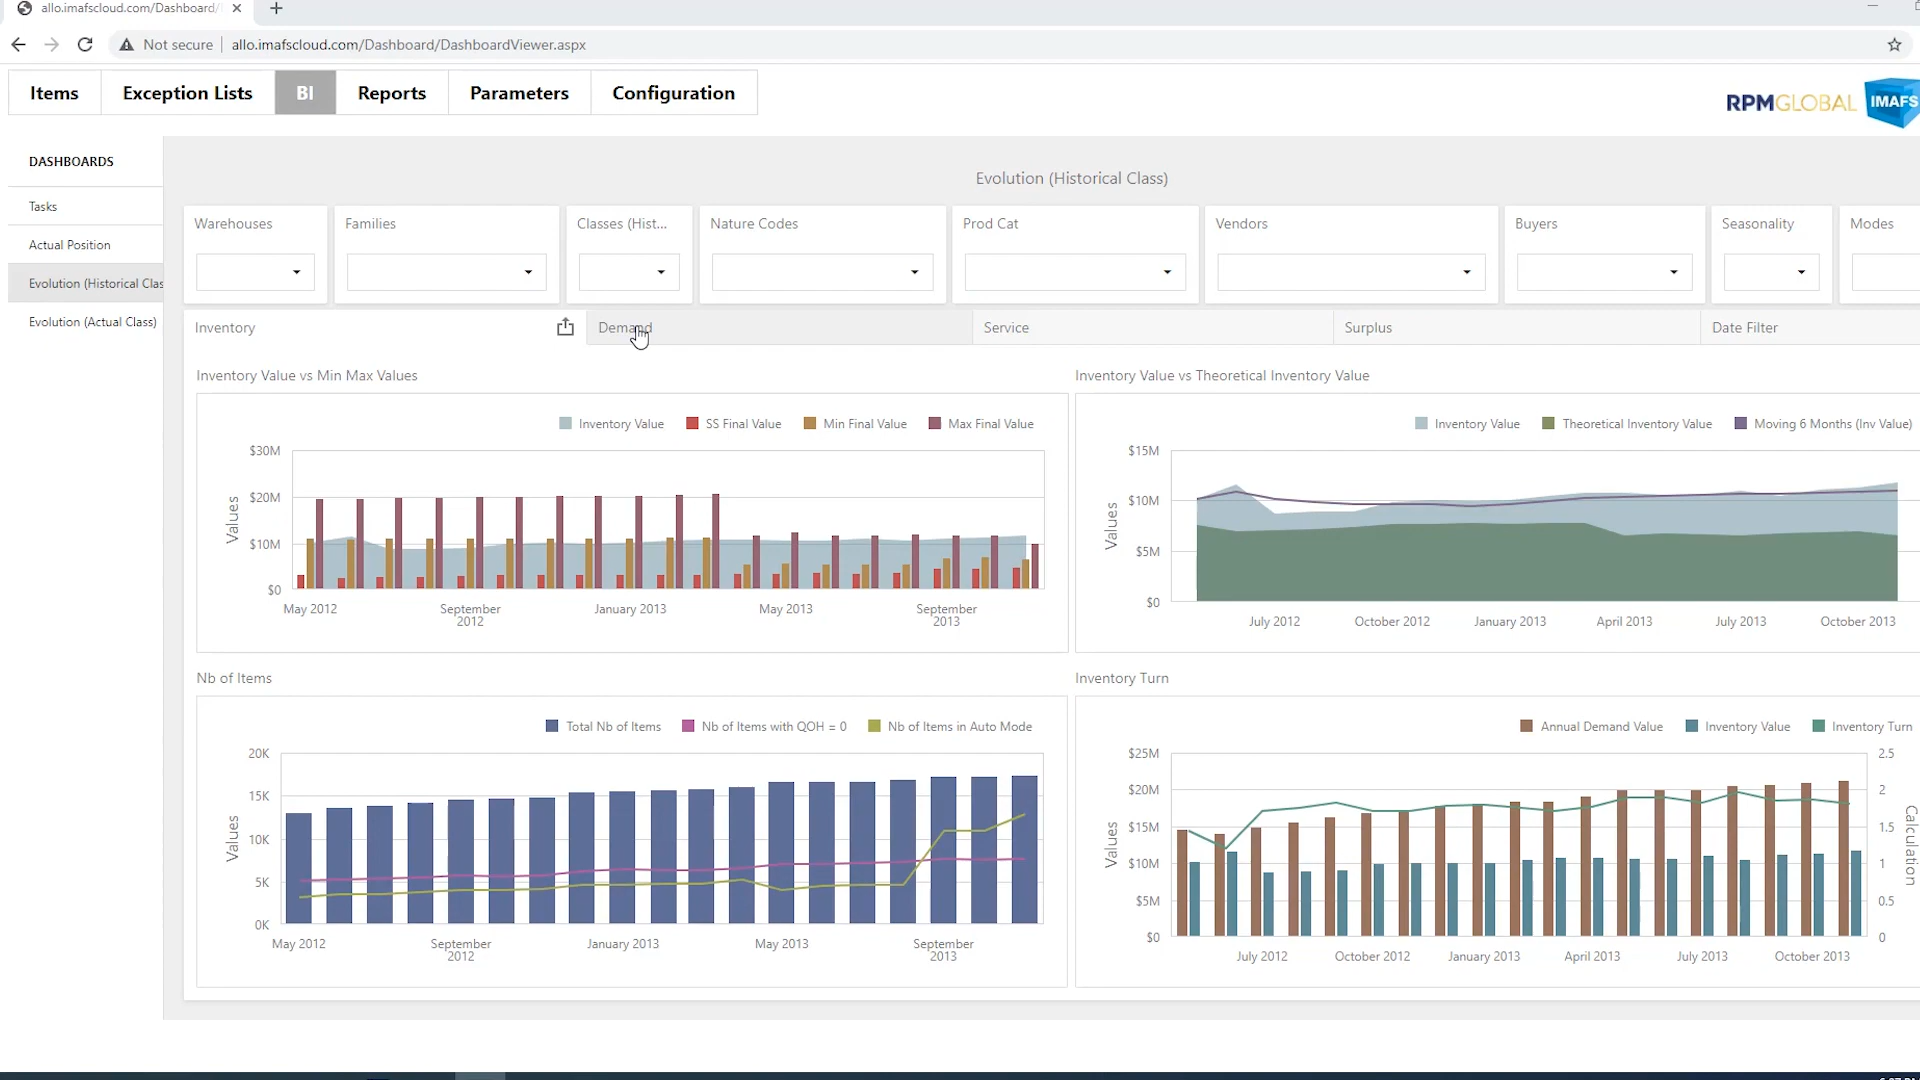 allo.imafscloud.com/Dashboard/
Not secure
allo.imafscloud.com/Dashboard/DashboardViewer.aspx
Items
Exception Lists
BI
Reports
Parameters
Configuration
RPMGLOBAL
IMAFS
DASHBOARDS
Tasks
Actual Position
Evolution (Historical Clas
Evolution (Actual Class)
Evolution (Historical Class)
Warehouses
Families
Classes (Hist...
Nature Codes
Prod Cat
Vendors
Buyers
Seasonality
Modes
Inventory
Demand
Service
Surplus
Date Filter
Inventory Value vs Min Max Values
Inventory Value
SS Final Value
Min Final Value
Max Final Value
Values
$30M
$20M
$10M
$0
May 2012
September
2012
January 2013
May 2013
September
2013
Inventory Value vs Theoretical Inventory Value
Inventory Value
Theoretical Inventory Value
Moving 6 Months (Inv Value)
Values
$15M
$10M
$5M
$0
July 2012
October 2012
January 2013
April 2013
July 2013
October 2013
Nb of Items
Total Nb of Items
Nb of Items with QOH = 0
Nb of Items in Auto Mode
Values
20K
15K
10K
5K
0K
May 2012
September
2012
January 2013
May 2013
September
2013
Inventory Turn
Annual Demand Value
Inventory Value
Inventory Turn
Values
$25M
$20M
$15M
$10M
$5M
$0
2.5
2
1.5
1
0.5
0
Calculation
July 2012
October 2012
January 2013
April 2013
July 2013
October 2013